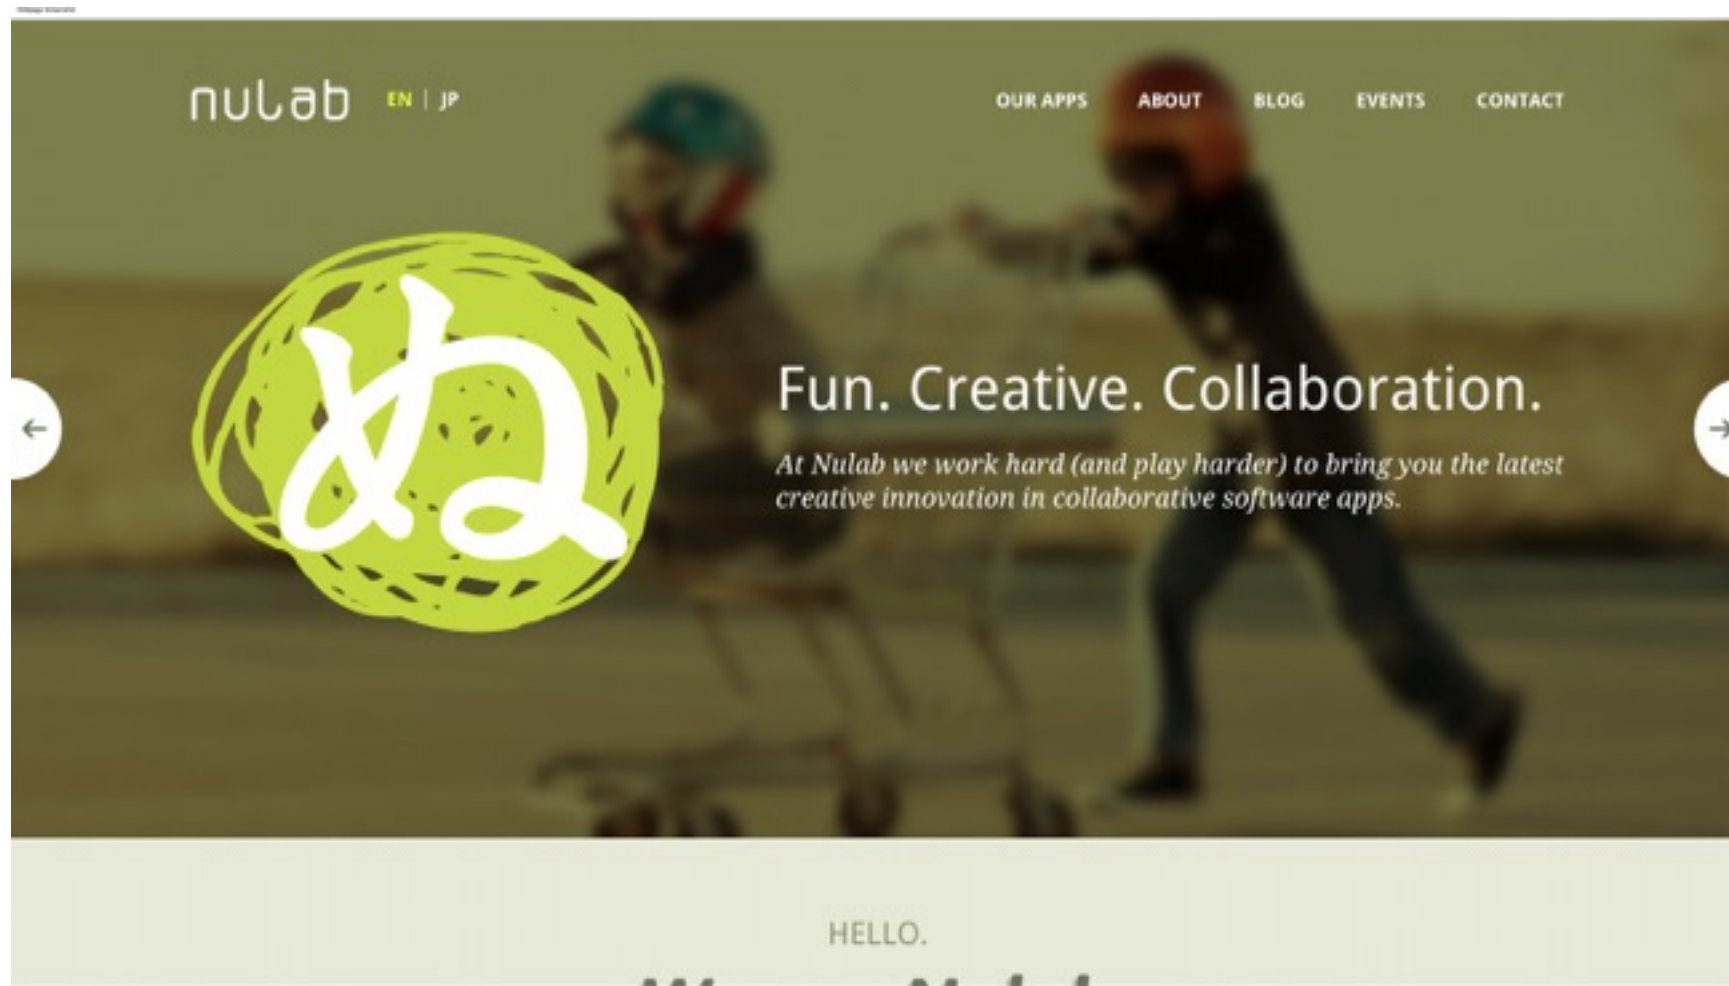 nulab EN | JP OUR APPS ABOUT BLOG EVENTS CONTACT
ぬ
Fun. Creative. Collaboration.
At Nulab we work hard (and play harder) to bring you the latest
creative innovation in collaborative software apps.
HELLO.